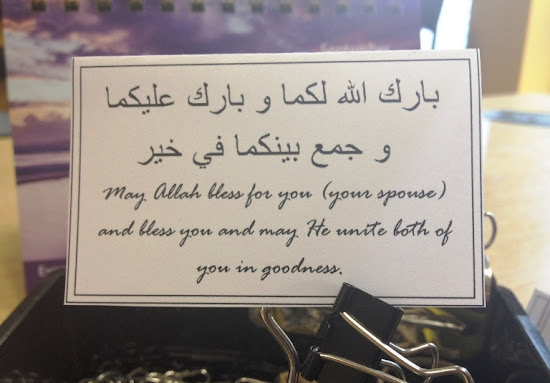 بارك الله لكما و بارك عليكما
و جمع بينكما في خير
May Allah bless for you (your spouse)
and bless you and may He unite both of
you in goodness.